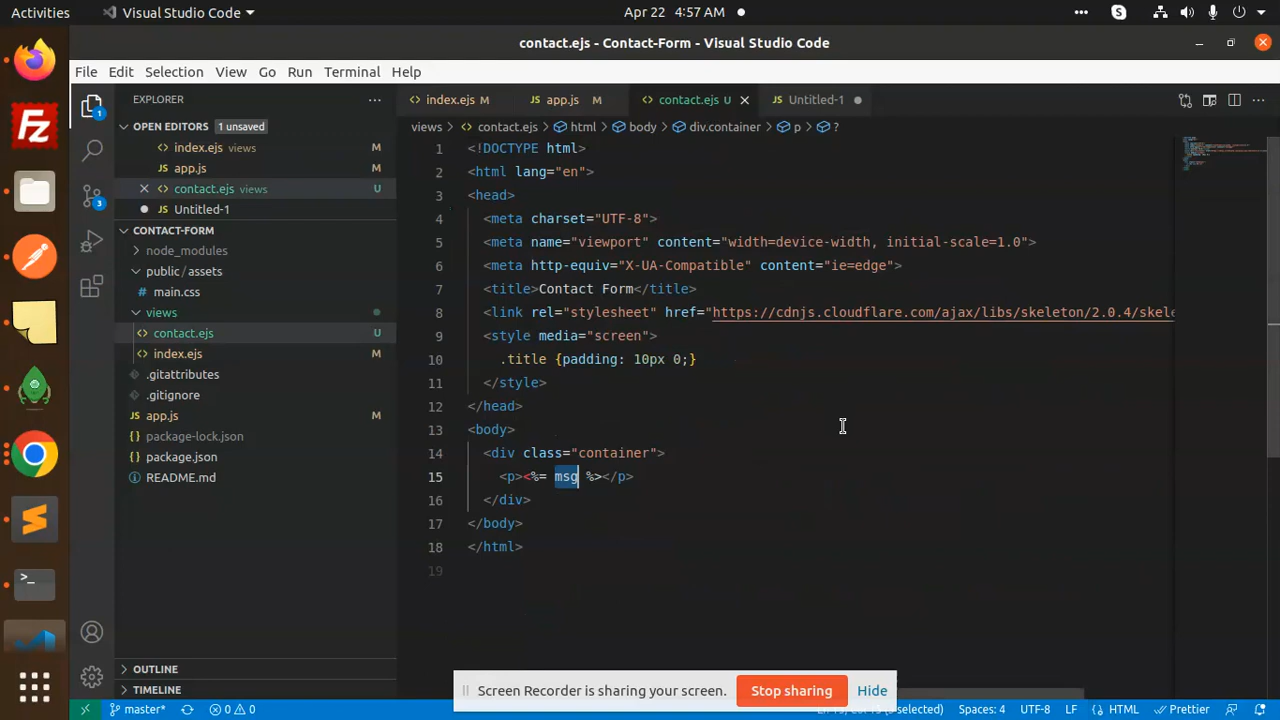 Activities
Visual Studio Code
Apr 22 4:57 AM
contact.ejs - Contact-Form - Visual Studio Code
File Edit Selection View Go Run Terminal Help
EXPLORER
OPEN EDITORS 1 unsaved
index.ejs views M
app.js M
contact.ejs views U
Untitled-1
CONTACT-FORM
node_modules
public/assets
main.css
views
contact.ejs U
index.ejs
.gitattributes
.gitignore
app.js M
package-lock.json
package.json
README.md
OUTLINE
TIMELINE
index.ejs M
app.js M
contact.ejs U
Untitled-1
views > contact.ejs > html > body > div.container > p > ?
1 <!DOCTYPE html>
2 <html lang="en">
3 <head>
4 <meta charset="UTF-8">
5 <meta name="viewport" content="width=device-width, initial-scale=1.0">
6 <meta http-equiv="X-UA-Compatible" content="ie=edge">
7 <title>Contact Form</title>
8 <link rel="stylesheet" href="https://cdnjs.cloudflare.com/ajax/libs/skeleton/2.0.4/skele
9 <style media="screen">
10 .title {padding: 10px 0;}
11 </style>
12 </head>
13 <body>
14 <div class="container">
15 <p><%= msg %></p>
16 </div>
17 </body>
18 </html>
19
Screen Recorder is sharing your screen.
Stop sharing
Hide
master*
0 0
selected)
Spaces: 4
UTF-8
LF
HTML
Prettier
1
3